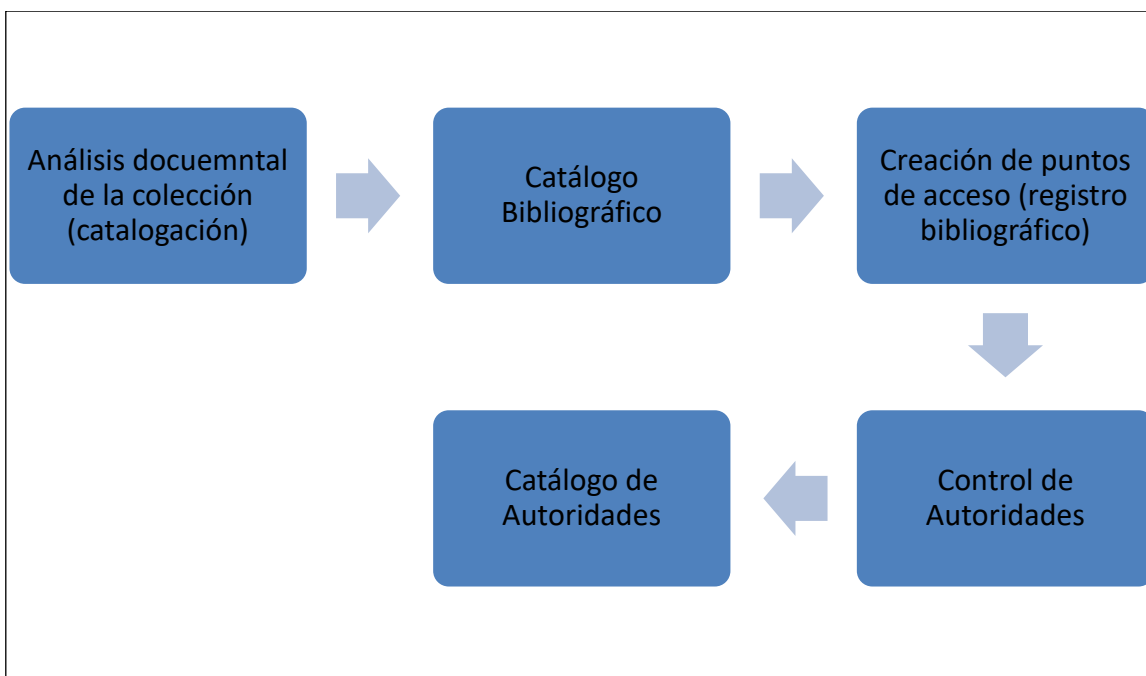 Análisis docuemntal
de la colección
(catalogación)
Catálogo
Bibliográfico
Creación de puntos
de acceso (registro
bibliográfico)
Control de
Autoridades
Catálogo de
Autoridades